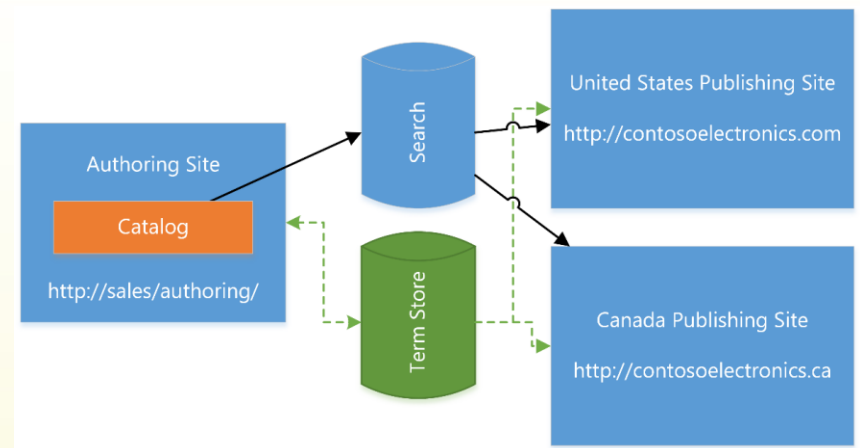 Authoring Site
Catalog
http://sales/authoring/
Search
Term Store
United States Publishing Site
http://contosoelectronics.com
Canada Publishing Site
http://contosoelectronics.ca